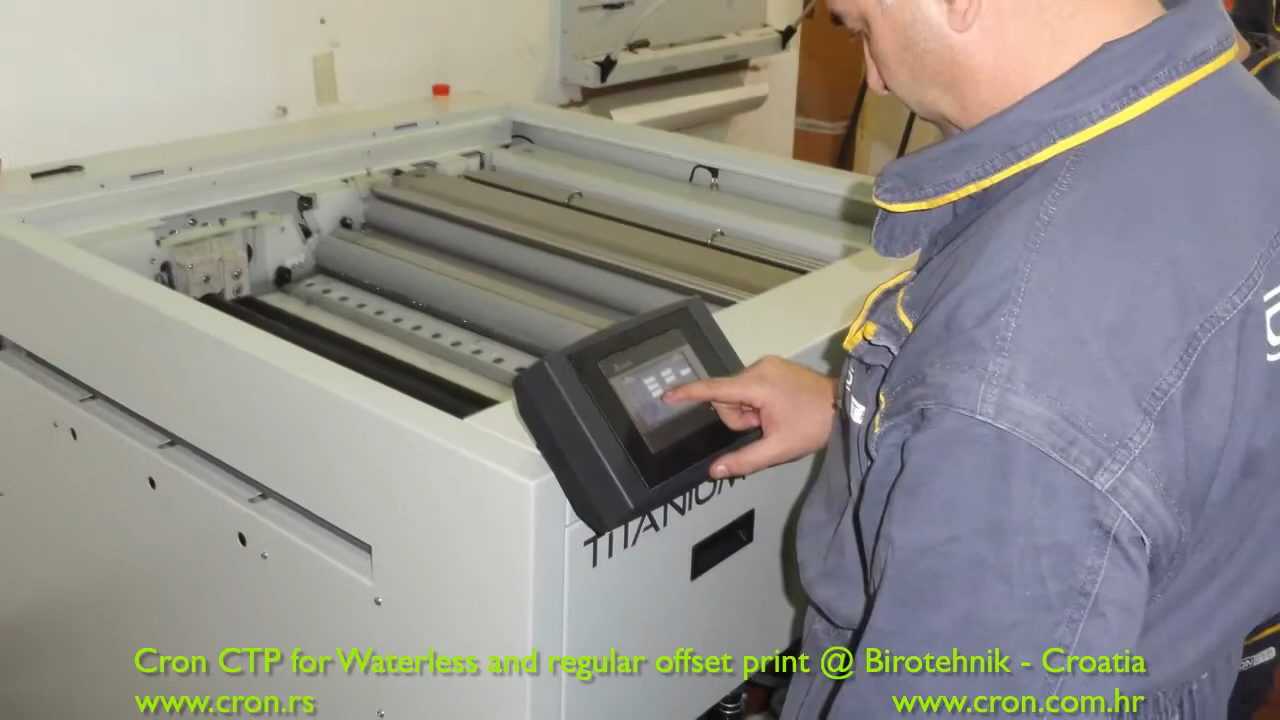 TITANIUM
Cron CTP for Waterless and regular offset print @ Birotehnik - Croatia
www.cron.rs www.cron.com.hr